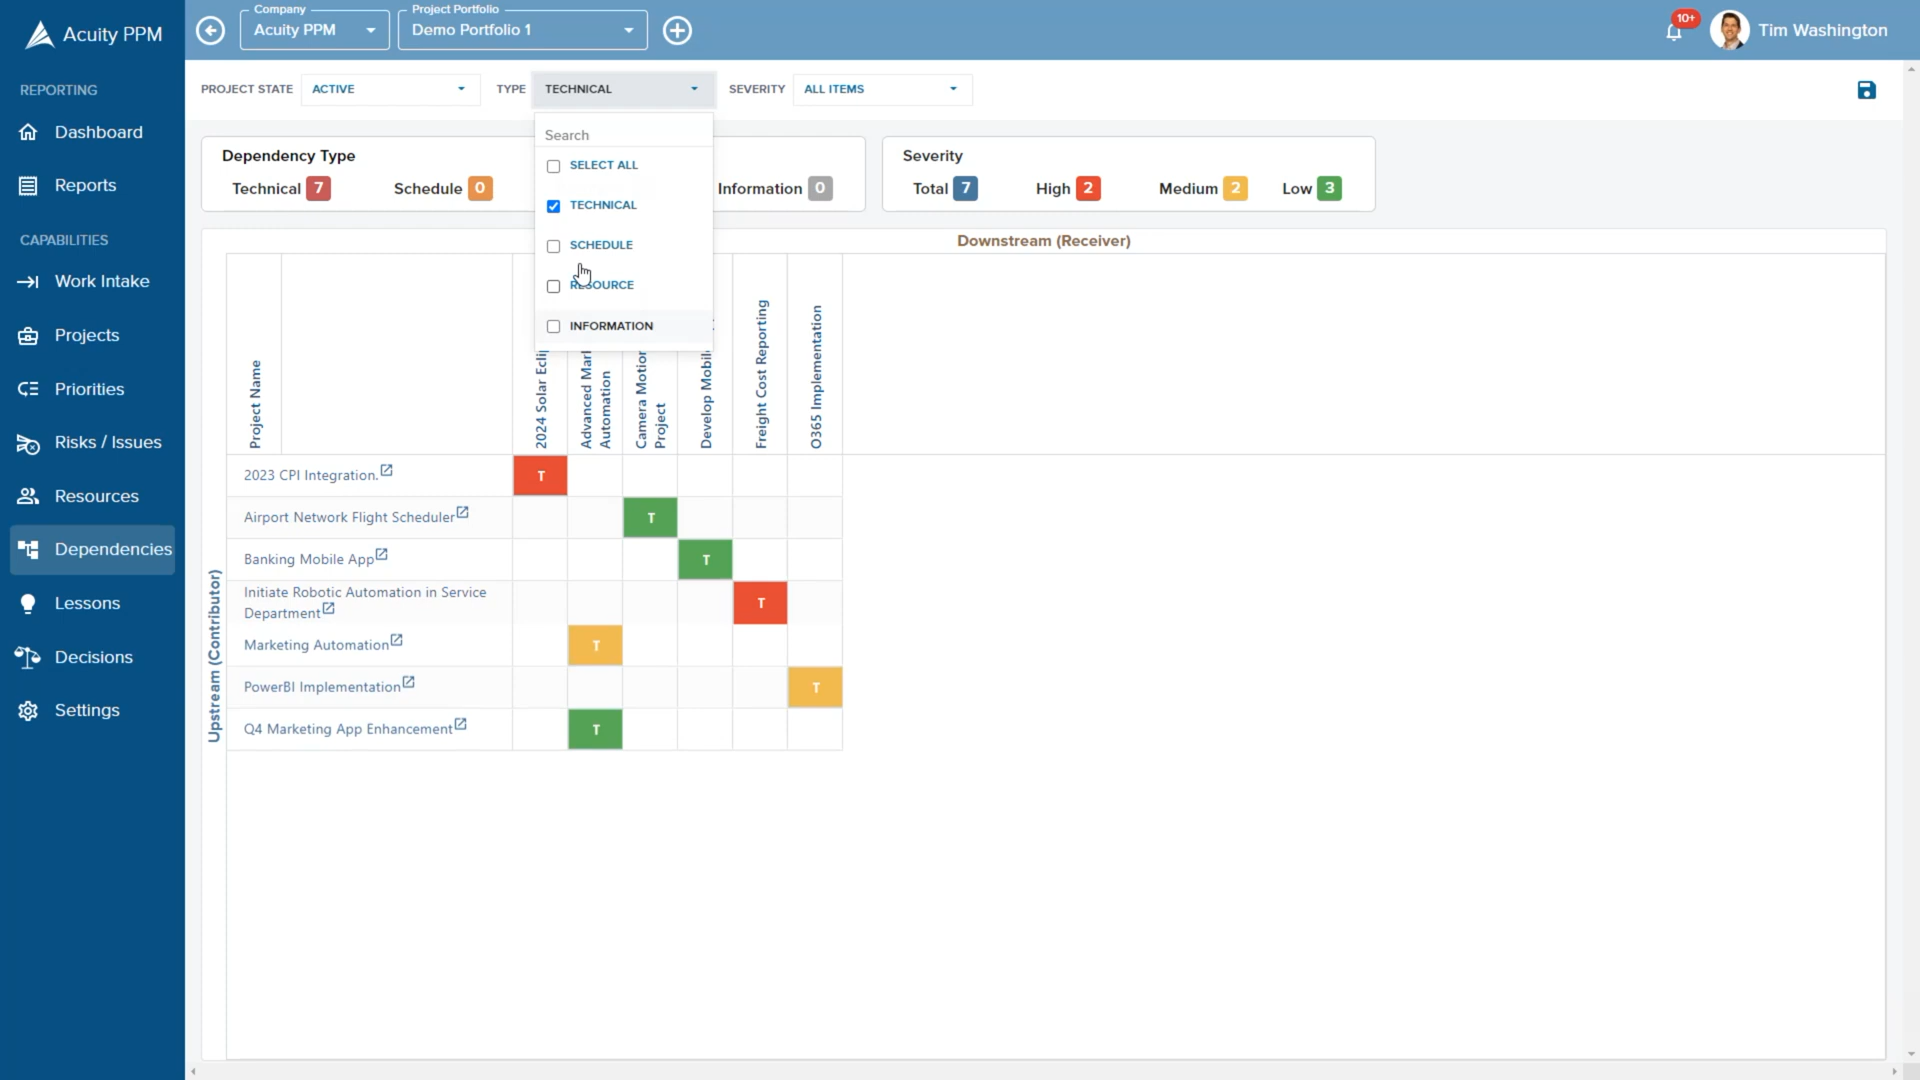 Acuity PPM
Company
Acuity PPM
Project Portfolio
Demo Portfolio 1
10+
Tim Washington
REPORTING
Dashboard
Reports
CAPABILITIES
Work Intake
Projects
Priorities
Risks / Issues
Resources
Dependencies
Lessons
Decisions
Settings
PROJECT STATE ACTIVE TYPE TECHNICAL SEVERITY ALL ITEMS
Search
SELECT ALL
TECHNICAL
SCHEDULE
RESOURCE
INFORMATION
Dependency Type
Technical 7 Schedule 0 Information 0
Severity
Total 7 High 2 Medium 2 Low 3
Downstream (Receiver)
Upstream (Contributor)
Project Name
2024 Solar Eclip
Advanced Mar
Automation
Camera Motion
Project
Develop Mobil
Freight Cost Reporting
O365 Implementation
2023 CPI Integration. T
Airport Network Flight Scheduler T
Banking Mobile App T
Initiate Robotic Automation in Service
Department T
Marketing Automation T
PowerBI Implementation T
Q4 Marketing App Enhancement T